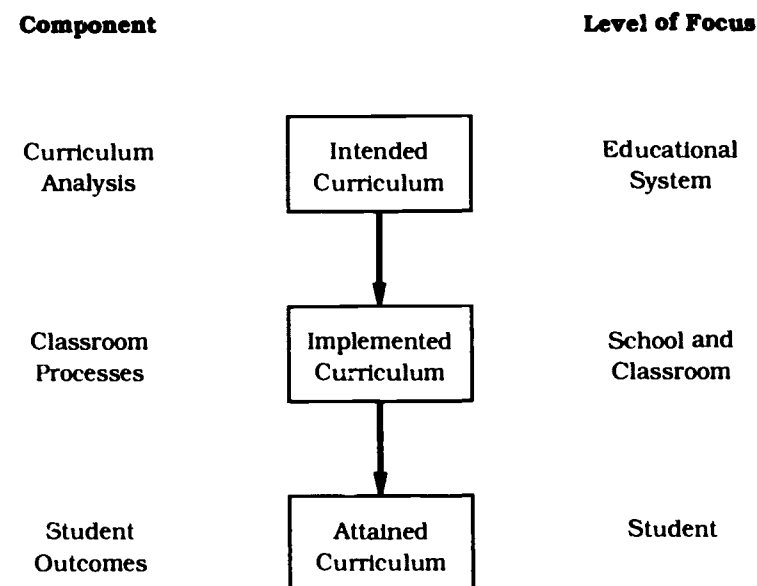 Component Level of Focus
Curriculum Intended Educational
Analysis Curriculum System
Classroom Implemented School and
Processes Curriculum Classroom
Student Attained Student
Outcomes Curriculum